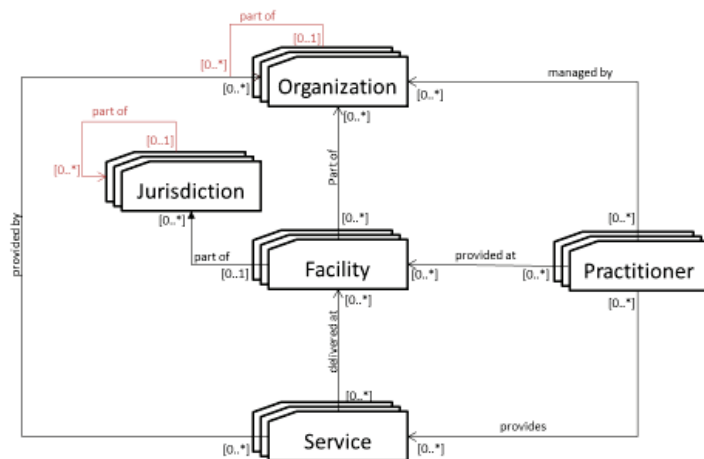 part of
[0..1]
[0..*]
[0..*]
Organization
[0..*]
[0..*]
managed by
part of
[0..1]
[0..*]
Jurisdiction
[0..*]
Part of
provided by
[0..*]
[0..*]
part of
[0..1]
Facility
[0..*]
provided at
[0..*]
Practitioner
[0..*]
[0..*]
delivered at
[0..*]
[0..*]
Service
[0..*]
provides